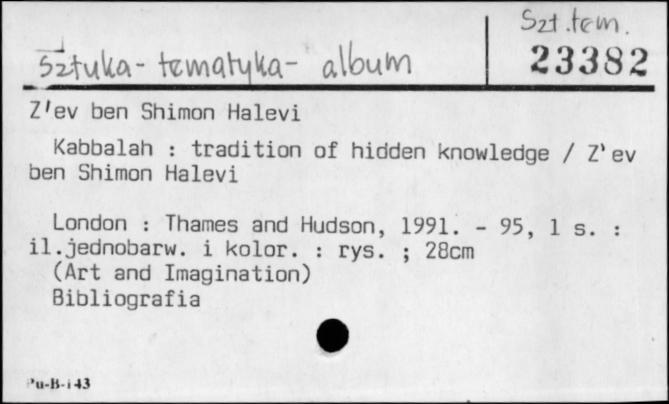 Szt.tem.
sztuka - tematyka - album
23382
Z'ev ben Shimon Halevi
Kabbalah : tradition of hidden knowledge / Z'ev
ben Shimon Halevi
London : Thames and Hudson, 1991. - 95, 1 s. :
il.jednobarw. i kolor. : rys. ; 28cm
(Art and Imagination)
Bibliografia
Pu-B-143